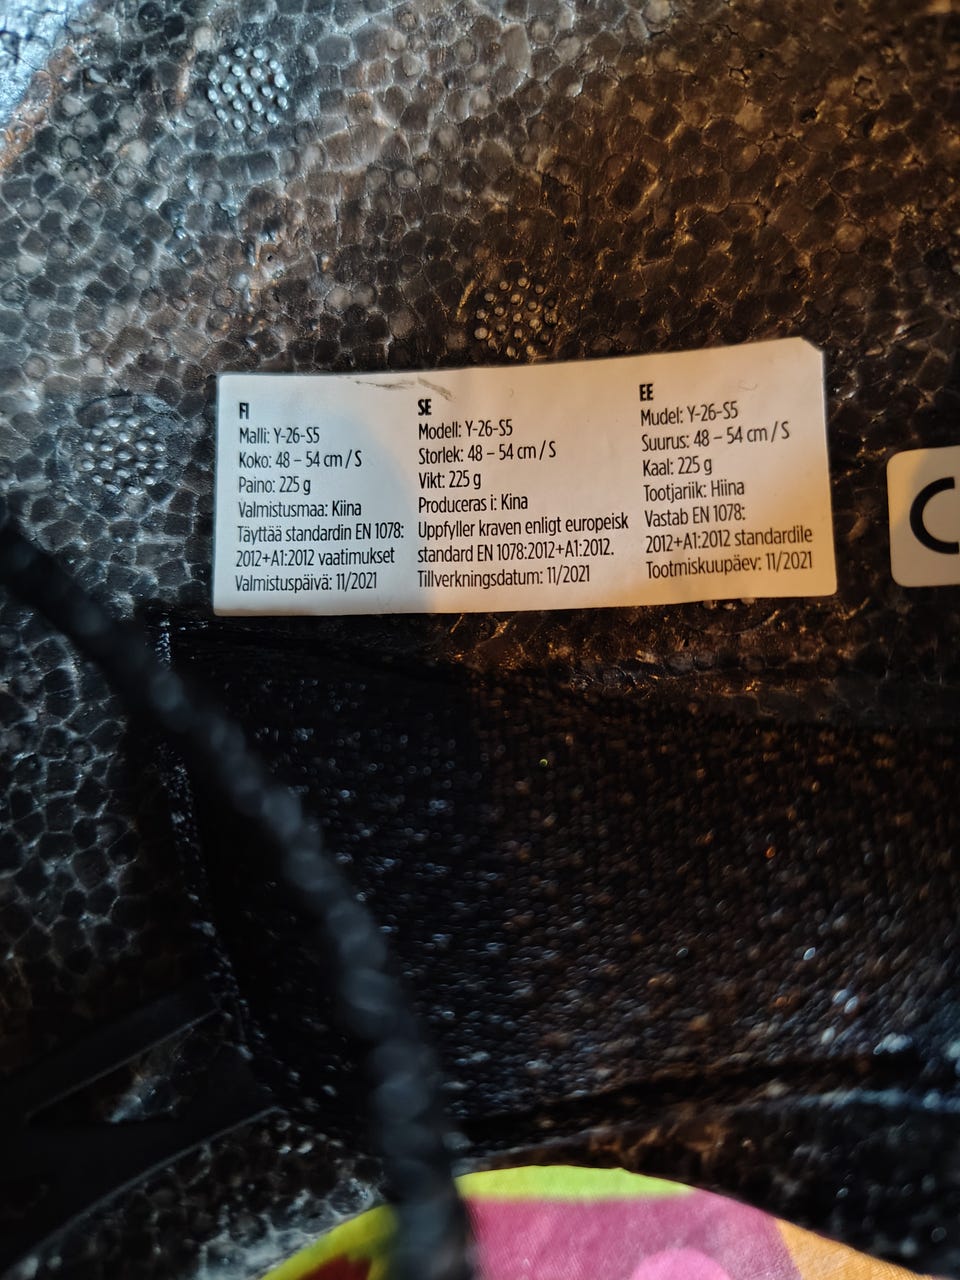 FI
Malli: Y-26-S5
Koko: 48 – 54 cm / S
Paino: 225 g
Valmistusmaa: Kiina
Täyttää standardin EN 1078:
2012+A1:2012 vaatimukset
Valmistuspäivä: 11/2021
SE
Modell: Y-26-S5
Storlek: 48 – 54 cm / S
Vikt: 225 g
Produceras i: Kina
Uppfyller kraven enligt europeisk
standard EN 1078:2012+A1:2012.
Tillverkningsdatum: 11/2021
EE
Mudel: Y-26-S5
Suurus: 48 – 54 cm / S
Kaal: 225 g
Tootjariik: Hiina
Vastab EN 1078:
2012+A1:2012 standardile
Tootmiskuupäev: 11/2021
C